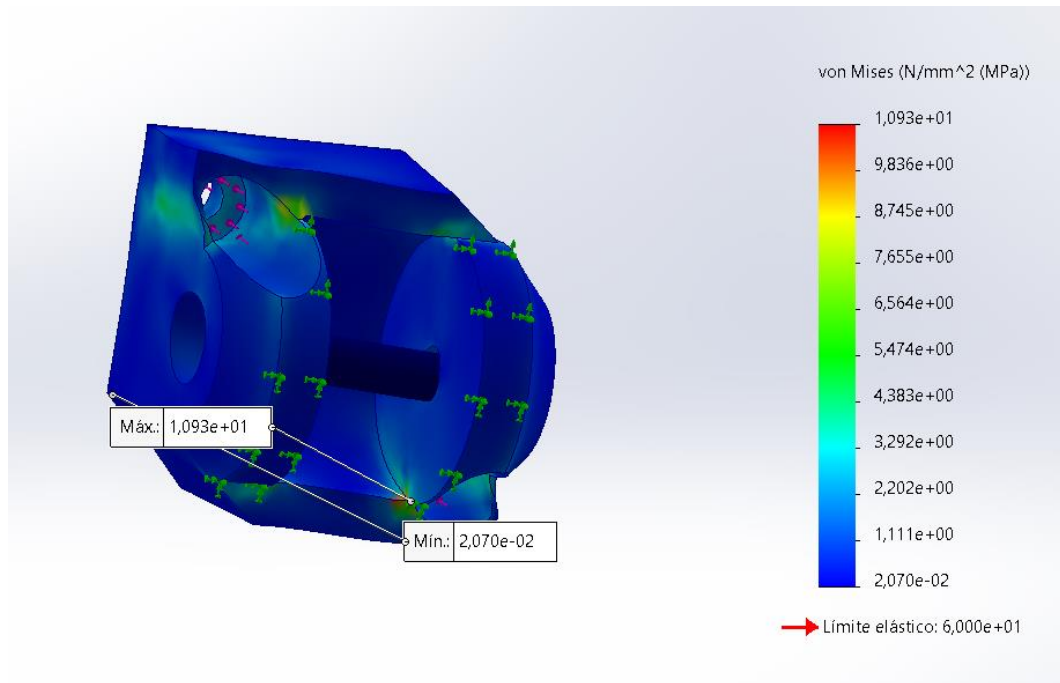 von Mises (N/mm^2 (MPa))
1,093e+01
9,836e+00
8,745e+00
7,655e+00
6,564e+00
5,474e+00
4,383e+00
3,292e+00
2,202e+00
1,111e+00
2,070e-02
Límite elástico: 6,000e+01
Máx.: 1,093e+01
Mín.: 2,070e-02